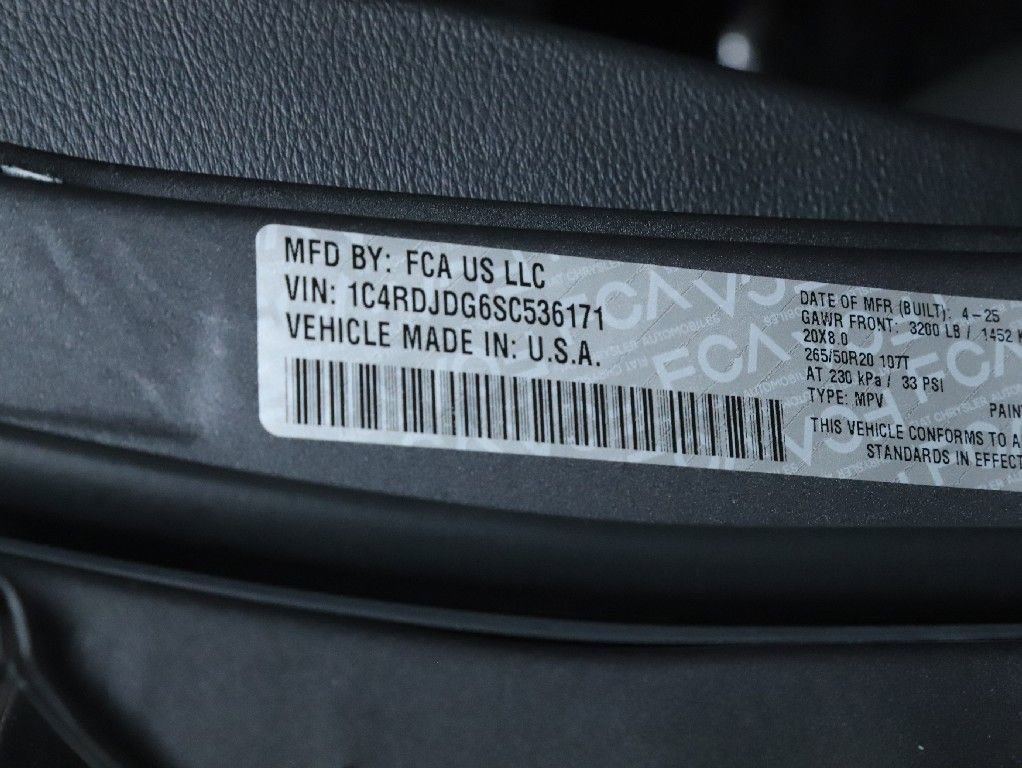 MFD BY: FCA US LLC
VIN: 1C4RDJDG6SC536171
VEHICLE MADE IN: U.S.A.
DATE OF MFR (BUILT): 4-25
GAWR FRONT: 3200 LB / 1452 K
20X8.0
265/50R20 107T
AT 230 kPa / 33 PSI
TYPE: MPV
PAIN
THIS VEHICLE CONFORMS TO A
STANDARDS IN EFFECT
FCA